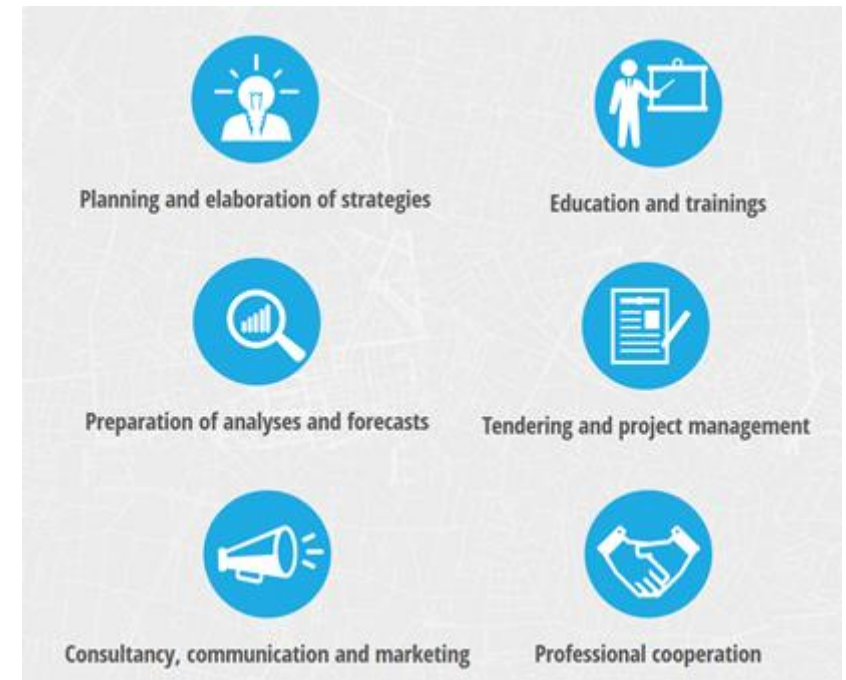 Planning and elaboration of strategies
Education and trainings
Preparation of analyses and forecasts
Tendering and project management
Consultancy, communication and marketing
Professional cooperation